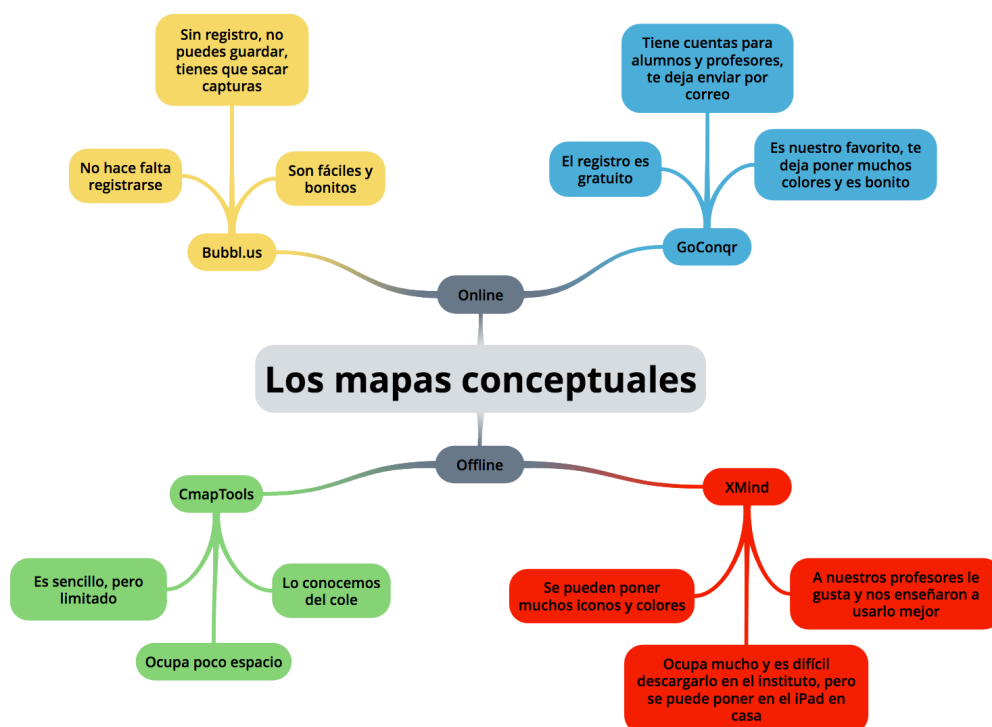 Sin registro, no
puedes guardar,
tienes que sacar
capturas
No hace falta
registrarse
Son fáciles y
bonitos
Bubbl.us
Tiene cuentas para
alumnos y profesores,
te deja enviar por
correo
El registro es
gratuito
Es nuestro favorito, te
deja poner muchos
colores y es bonito
GoConqr
Online
Los mapas conceptuales
Offline
CmapTools
Es sencillo, pero
limitado
Lo conocemos
del cole
Ocupa poco espacio
XMind
Se pueden poner
muchos iconos y colores
A nuestros profesores le
gusta y nos enseñaron a
usarlo mejor
Ocupa mucho y es difícil
descargarlo en el instituto, pero
se puede poner en el iPad en
casa